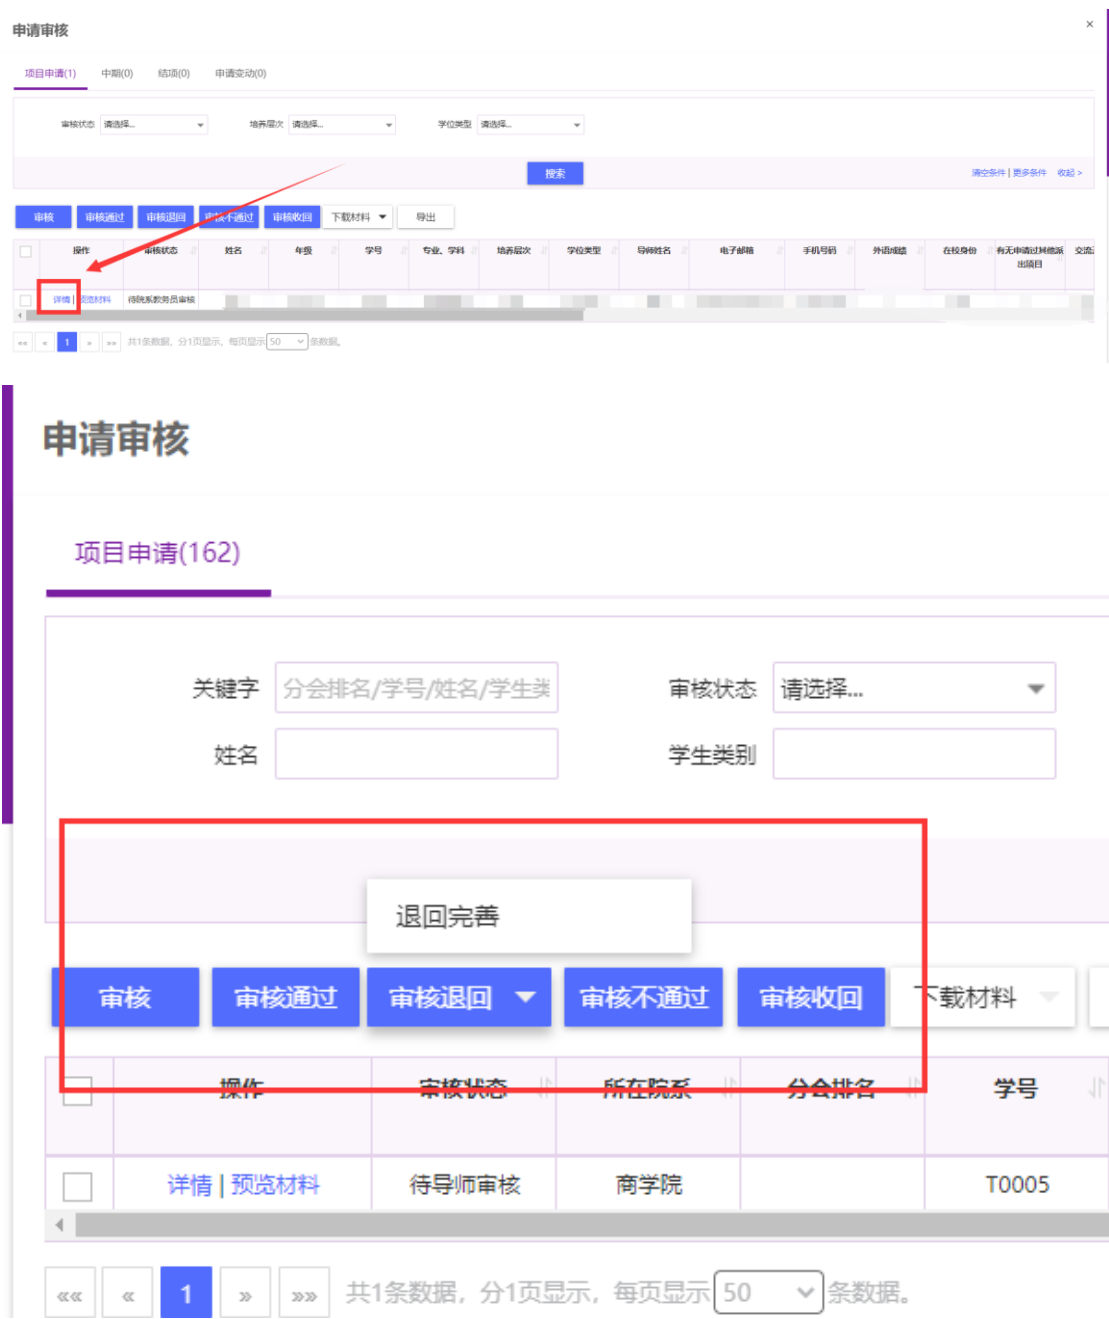 申请审核 ×
项目申请(1) 中期(0) 结项(0) 申请变动(0)
审核状态 请选择... 培养层次 请选择... 学位类型 请选择...
搜索 清空条件 | 更多条件 收起 >
审核 审核通过 审核退回 审核不通过 审核收回 下载材料 导出
操作 审核状态 姓名 年级 学号 专业、学科 培养层次 学位类型 导师姓名 电子邮箱 手机号码 外语成绩 在校身份 有无申请过其他派 交流
出项目
详情 | 预览材料 待院系教务员审核
«« « 1 » »» 共1条数据，分1页显示，每页显示 50 条数据。
申请审核
项目申请(162)
关键字 分会排名/学号/姓名/学生类 审核状态 请选择...
姓名 学生类别
退回完善
审核 审核通过 审核退回 审核不通过 审核收回 下载材料
操作 审核状态 所在院系 分会排名 学号
详情 | 预览材料 待导师审核 商学院 T0005
«« « 1 » »» 共1条数据，分1页显示，每页显示 50 条数据。